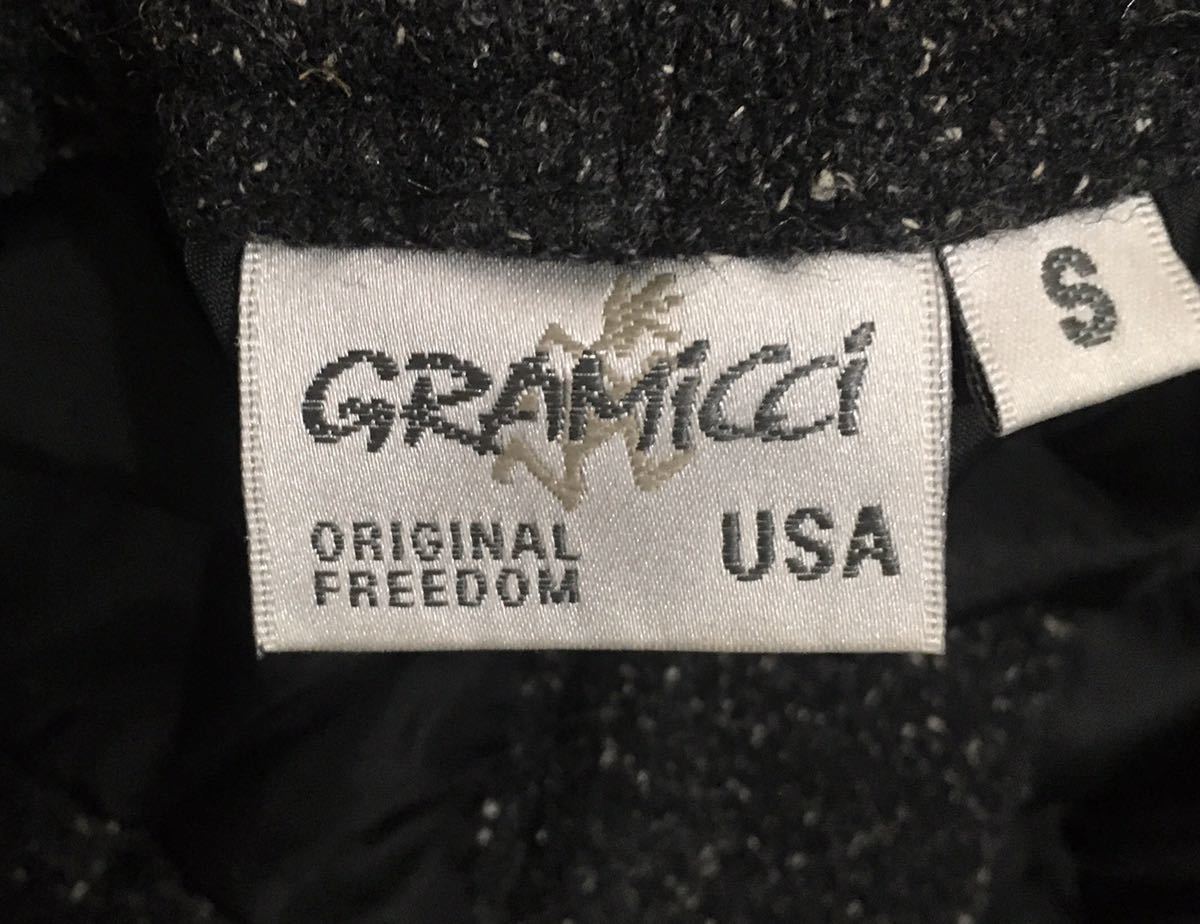 GRAMiCCi
ORIGINAL
FREEDOM
USA
S